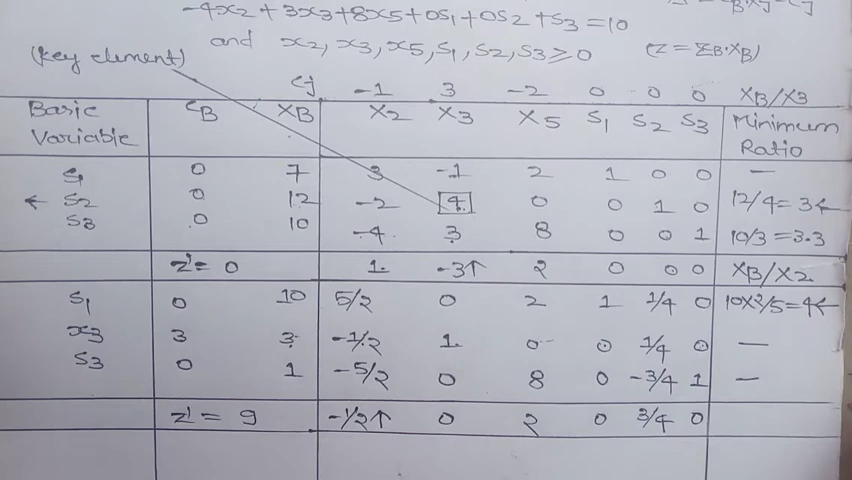 -4x2 + 3x3 + 8x5 + 0S1 + 0S2 + S3 = 10
and x2, x3, x5, S1, S2, S3 ≥ 0 (Z = ΣB.XB)
(Key element)
Cj -1 3 -2 0 0 0 XB/X3
Basic Variable CB XB X2 X3 X5 S1 S2 S3 Minimum Ratio
S1 0 7 3 -1 2 1 0 0 —
← S2 0 12 -2 4 0 0 1 0 12/4 = 3 ←
S3 0 10 -4 3 8 0 0 1 10/3 = 3.3
z' = 0 1 -3↑ 2 0 0 0 XB/X2
S1 0 10 5/2 0 2 1 1/4 0 10×2/5 = 4 ←
x3 3 3 -1/2 1 0 0 1/4 0 —
S3 0 1 -5/2 0 8 0 -3/4 1 —
z' = 9 -1/2↑ 0 2 0 3/4 0